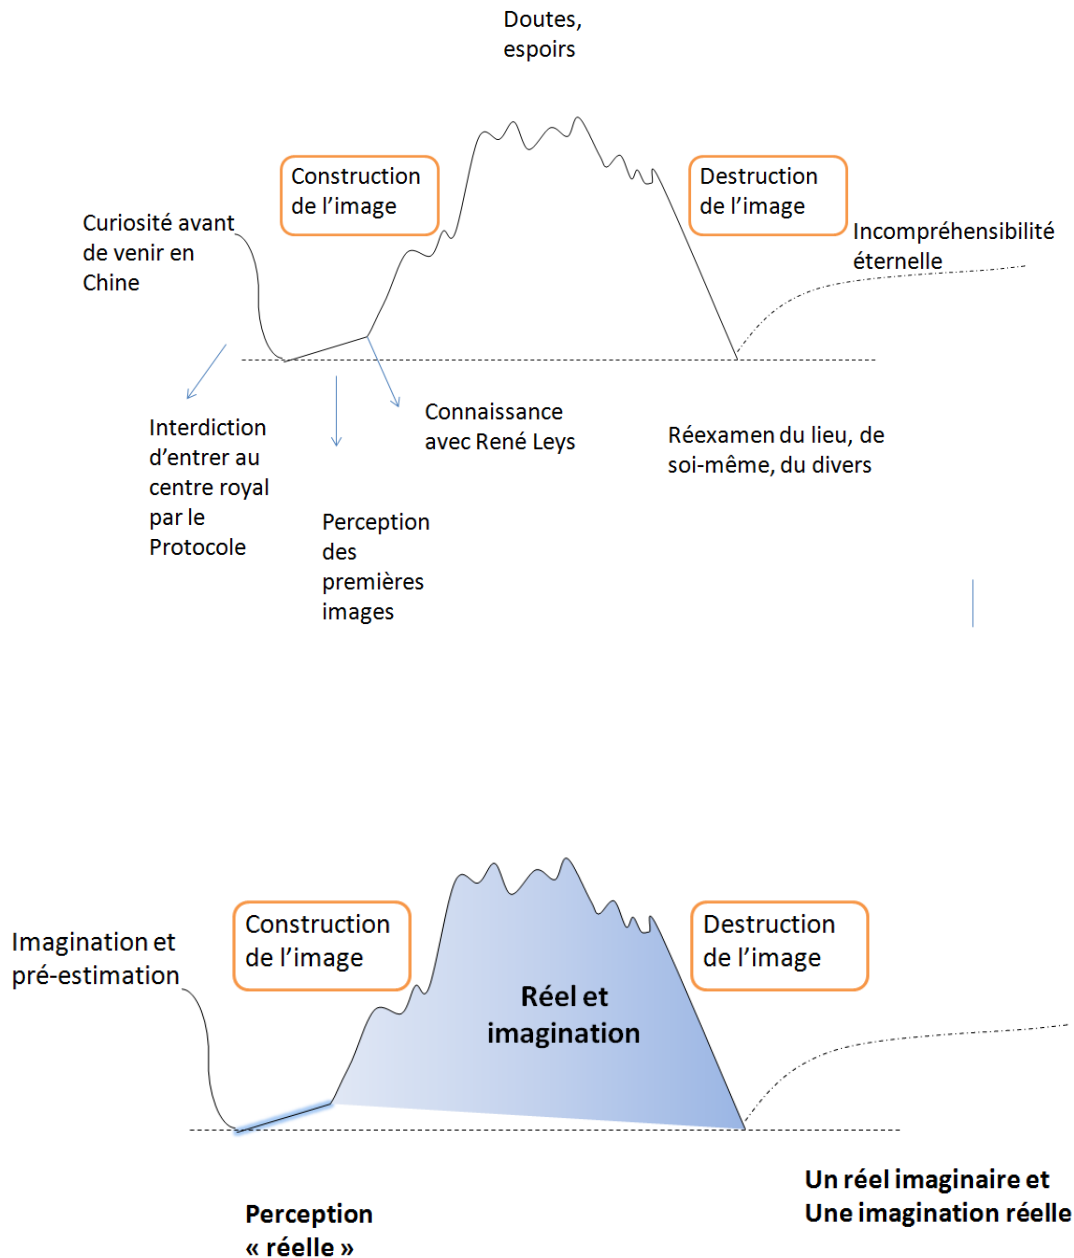 Doutes,
espoirs
Construction
de l’image
Destruction
de l’image
Curiosité avant
de venir en
Chine
Incompréhensibilité
éternelle
Interdiction
d’entrer au
centre royal
par le
Protocole
Perception
des
premières
images
Connaissance
avec René Leys
Réexamen du lieu, de
soi-même, du divers
Imagination et
pré-estimation
Construction
de l’image
Réel et
imagination
Destruction
de l’image
Perception
« réelle »
Un réel imaginaire et
Une imagination réelle